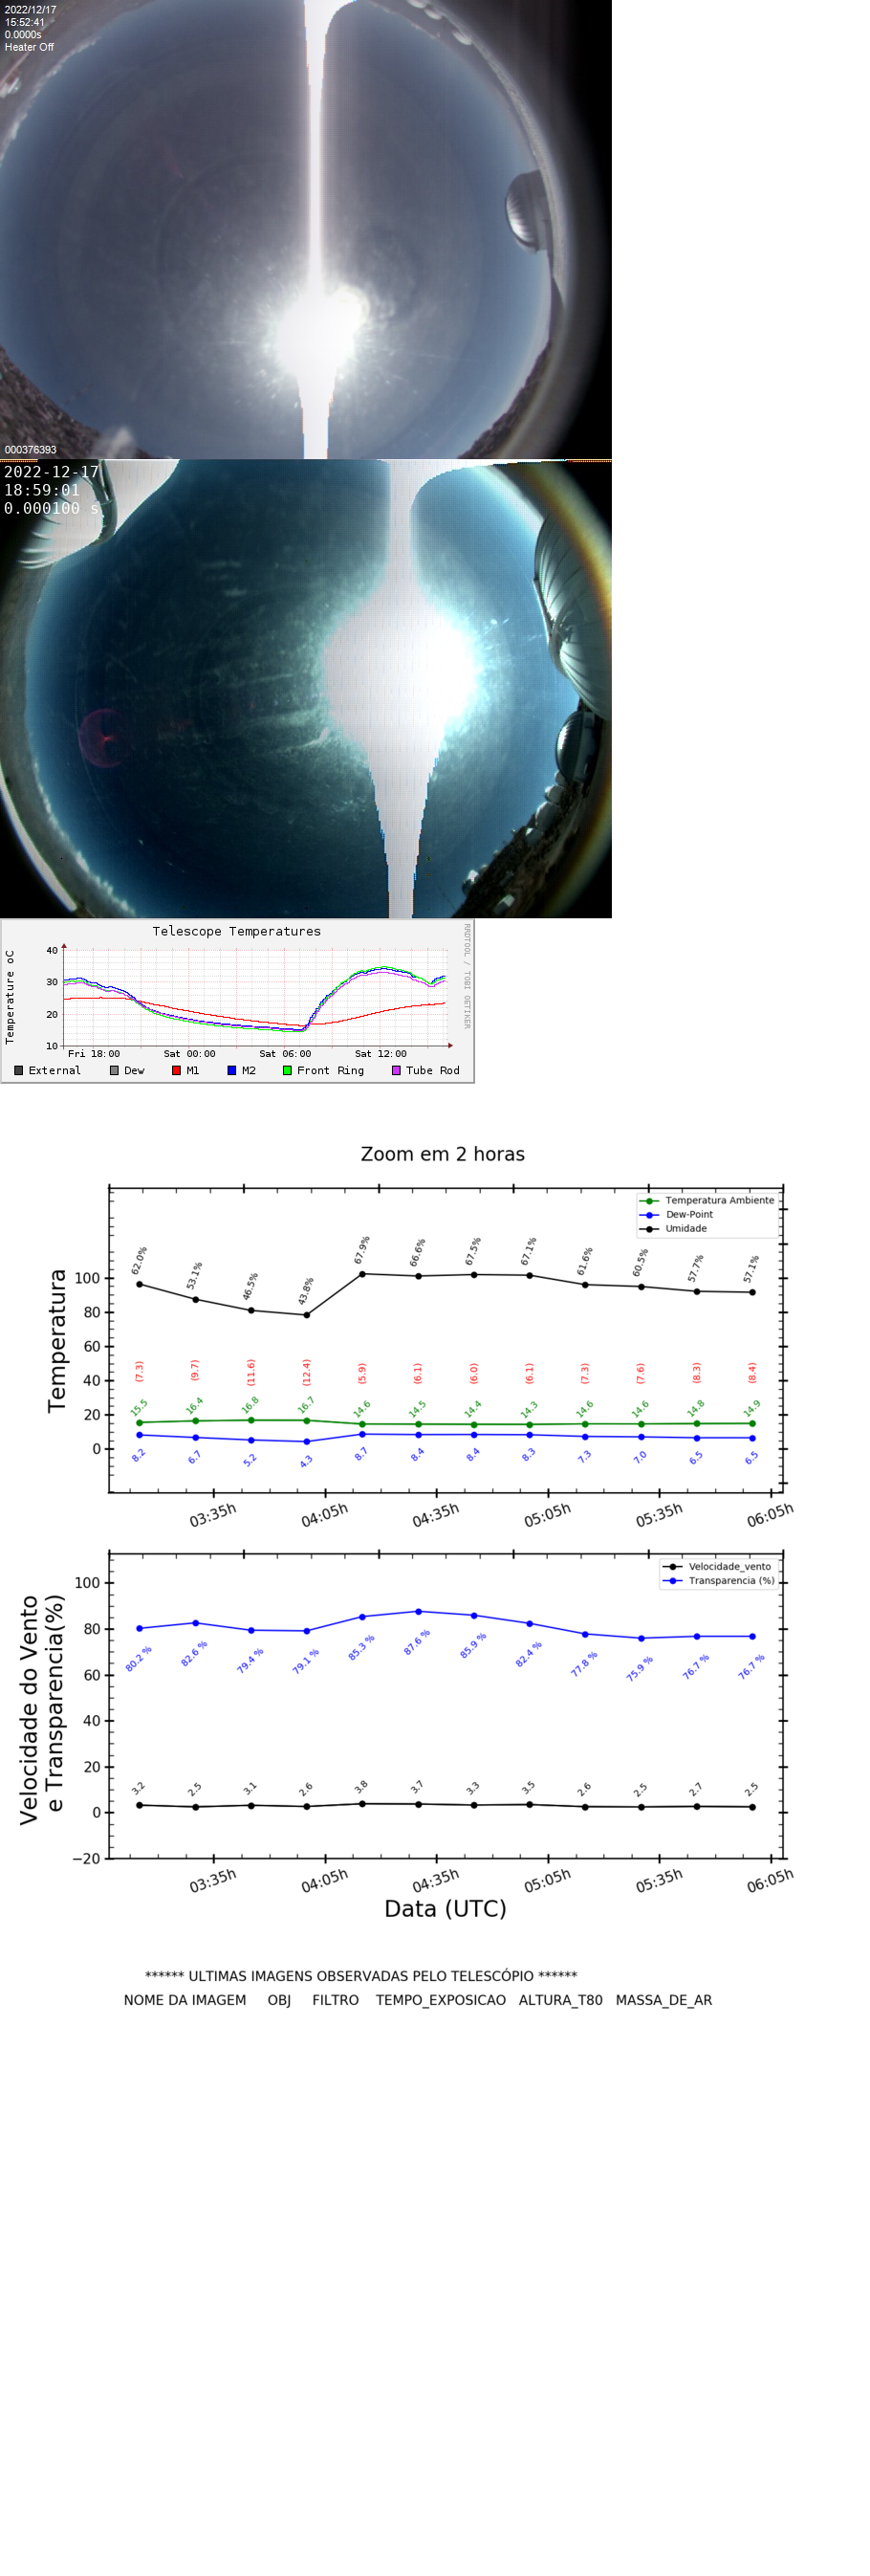 2022/12/17
15:52:41
0.0000s
Heater Off
000376393
2022-12-17
18:59:01
0.000100 s
Telescope Temperatures
RRDTOOL / TOBI OETIKER
Temperature oC
40
30
20
10
Fri 18:00 Sat 00:00 Sat 06:00 Sat 12:00
External Dew M1 M2 Front Ring Tube Rod
Zoom em 2 horas
Temperatura Ambiente
Dew-Point
Umidade
Temperatura
100
80
60
40
20
0
62.0% 53.1% 46.5% 43.8% 67.9% 66.6% 67.5% 67.1% 61.6% 60.5% 57.7% 57.1%
(7.3) (9.7) (11.6) (12.4) (5.9) (6.1) (6.0) (6.1) (7.3) (7.6) (8.3) (8.4)
15.5 16.4 16.8 16.7 14.6 14.5 14.4 14.3 14.6 14.6 14.8 14.9
8.2 6.7 5.2 4.3 8.7 8.4 8.4 8.3 7.3 7.0 6.5 6.5
03:35h 04:05h 04:35h 05:05h 05:35h 06:05h
Velocidade_vento
Transparencia (%)
Velocidade do Vento
e Transparencia(%)
100
80
60
40
20
0
−20
80.2 % 82.6 % 79.4 % 79.1 % 85.3 % 87.6 % 85.9 % 82.4 % 77.8 % 75.9 % 76.7 % 76.7 %
3.2 2.5 3.1 2.6 3.8 3.7 3.3 3.5 2.6 2.5 2.7 2.5
03:35h 04:05h 04:35h 05:05h 05:35h 06:05h
Data (UTC)
****** ULTIMAS IMAGENS OBSERVADAS PELO TELESCÓPIO ******
NOME DA IMAGEM OBJ FILTRO TEMPO_EXPOSICAO ALTURA_T80 MASSA_DE_AR